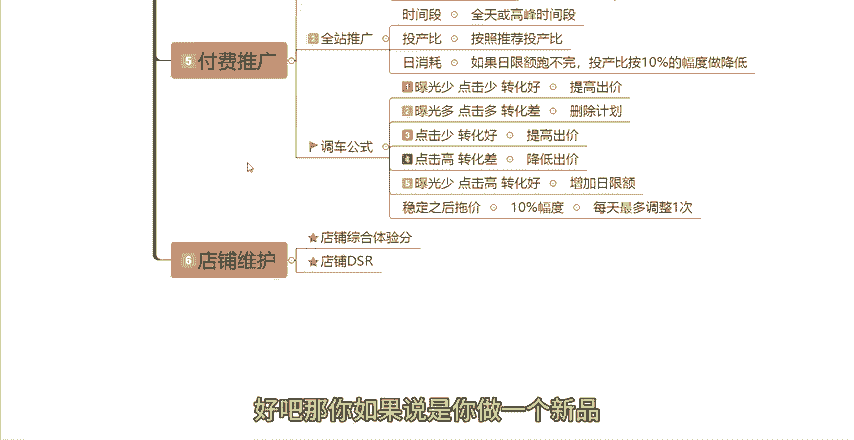 时间段 全天或高峰时间段
全站推广
投产比 按照推荐投产比
5 付费推广
日消耗 如果日限额跑不完，投产比按10%的幅度做降低
1 曝光少 点击少 转化好 提高出价
2 曝光多 点击多 转化差 删除计划
3 点击少 转化好 提高出价
调车公式
4 点击高 转化差 降低出价
5 曝光少 点击高 转化好 增加日限额
稳定之后拖价 10%幅度 每天最多调整1次
店铺综合体验分
6 店铺维护
店铺DSR
好吧那你如果说是你做一个新品